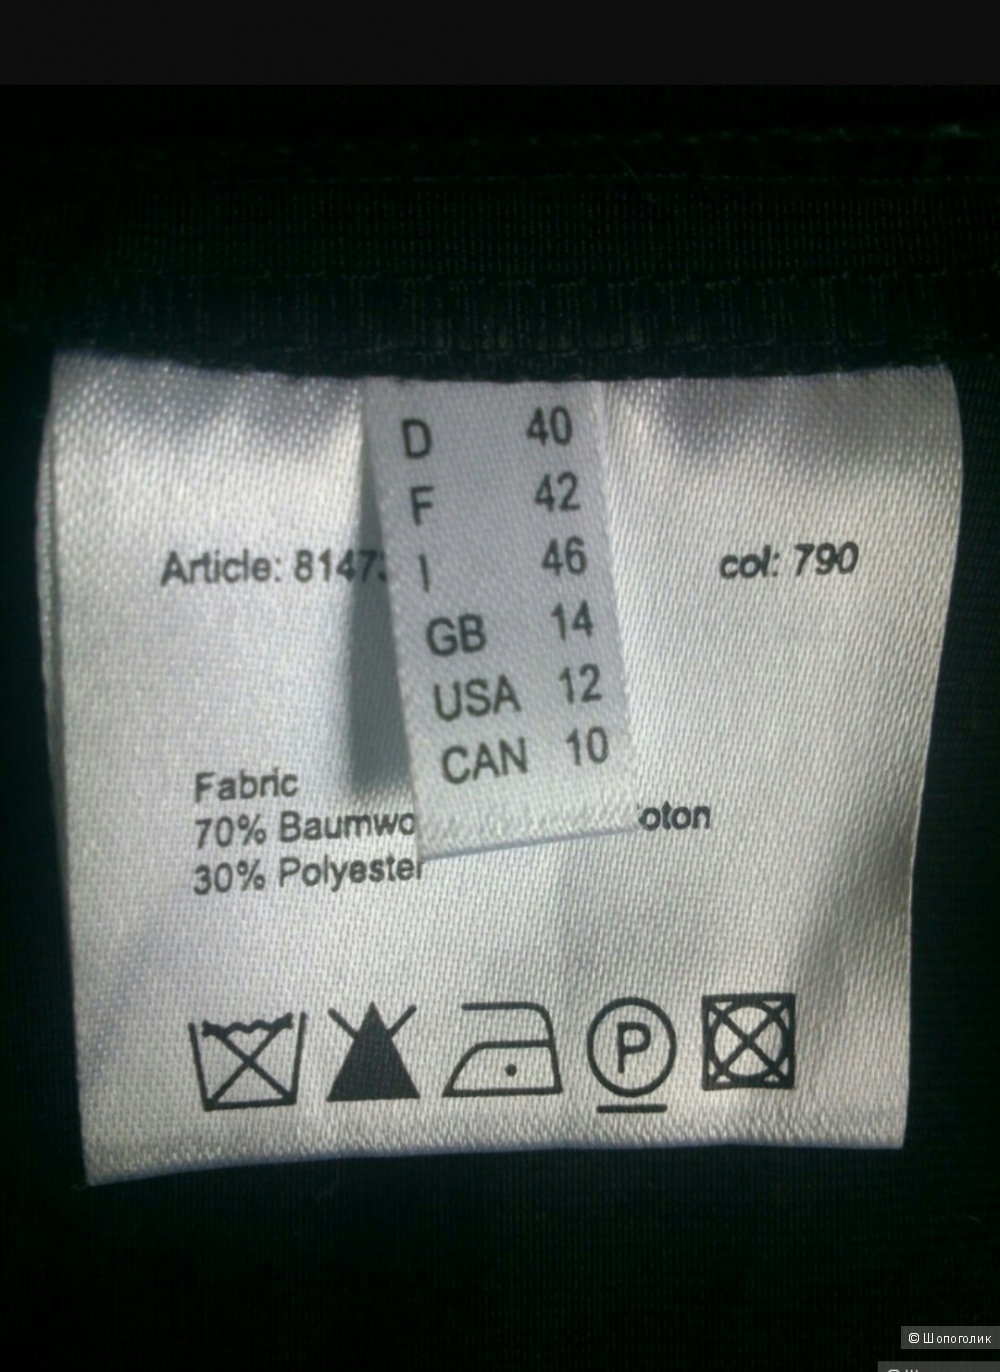 D 40
F 42
I 46
GB 14
USA 12
CAN 10
Article: 8147
col: 790
Fabric
70% Baumwo
oton
30% Polyester
P
© Шопоголик